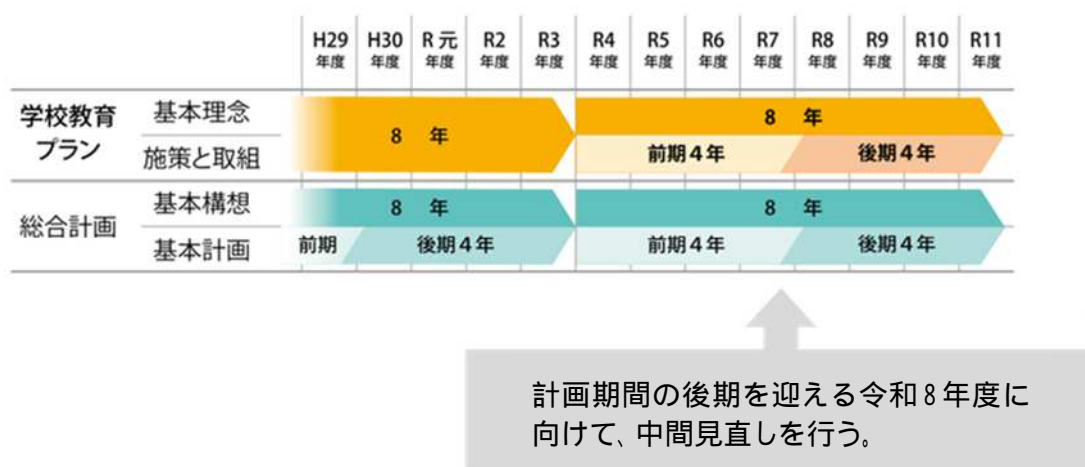 H29 H30 R元 R2 R3 R4 R5 R6 R7 R8 R9 R10 R11
年度 年度 年度 年度 年度 年度 年度 年度 年度 年度 年度 年度 年度
学校教育
プラン
基本理念
8 年
8 年
施策と取組
前期4年
後期4年
総合計画
基本構想
8 年
8 年
基本計画
前期
後期4年
前期4年
後期4年
計画期間の後期を迎える令和8年度に
向けて、中間見直しを行う。